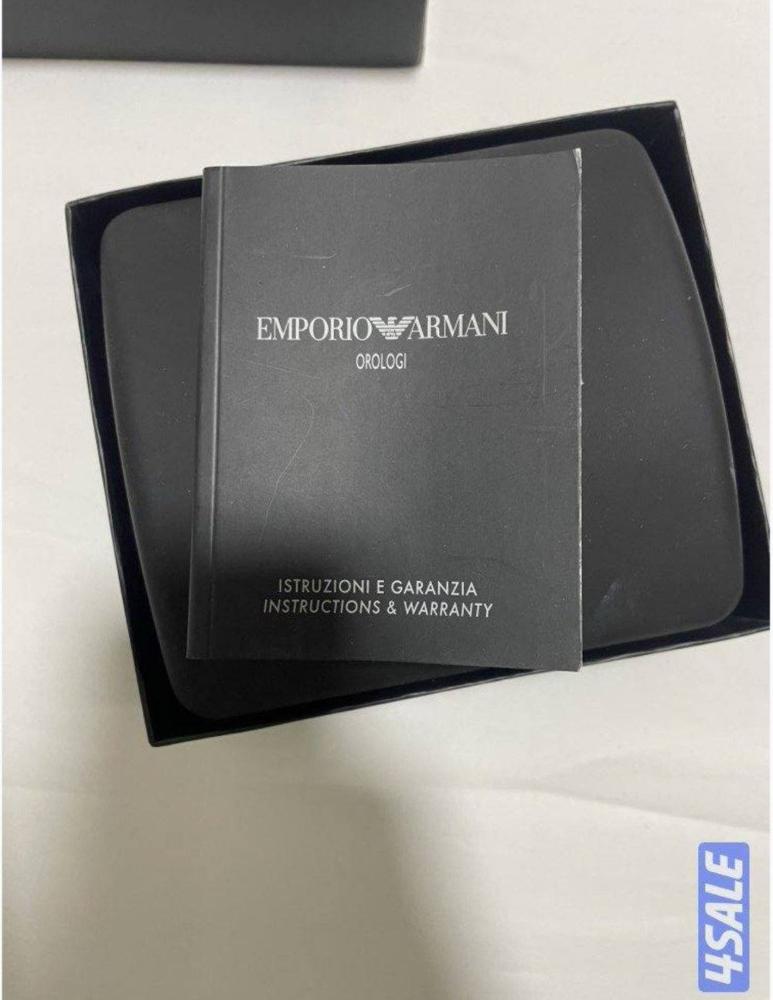 EMPORIO ARMANI
OROLOGI
ISTRUZIONI E GARANZIA
INSTRUCTIONS & WARRANTY
4SALE